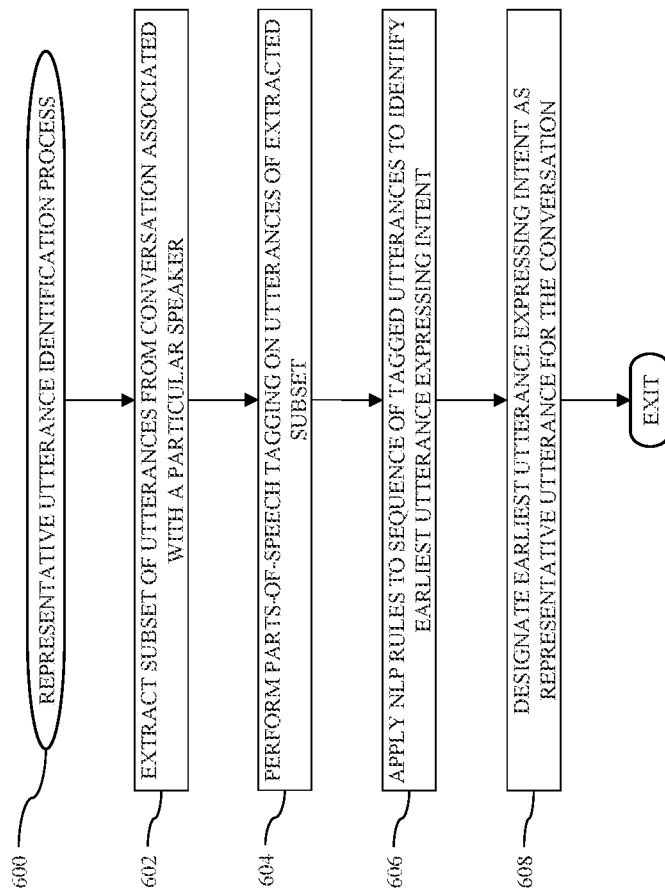 600
REPRESENTATIVE UTTERANCE IDENTIFICATION PROCESS
602
EXTRACT SUBSET OF UTTERANCES FROM CONVERSATION ASSOCIATED
WITH A PARTICULAR SPEAKER
604
PERFORM PARTS-OF-SPEECH TAGGING ON UTTERANCES OF EXTRACTED
SUBSET
606
APPLY NLP RULES TO SEQUENCE OF TAGGED UTTERANCES TO IDENTIFY
EARLIEST UTTERANCE EXPRESSING INTENT
608
DESIGNATE EARLIEST UTTERANCE EXPRESSING INTENT AS
REPRESENTATIVE UTTERANCE FOR THE CONVERSATION
EXIT